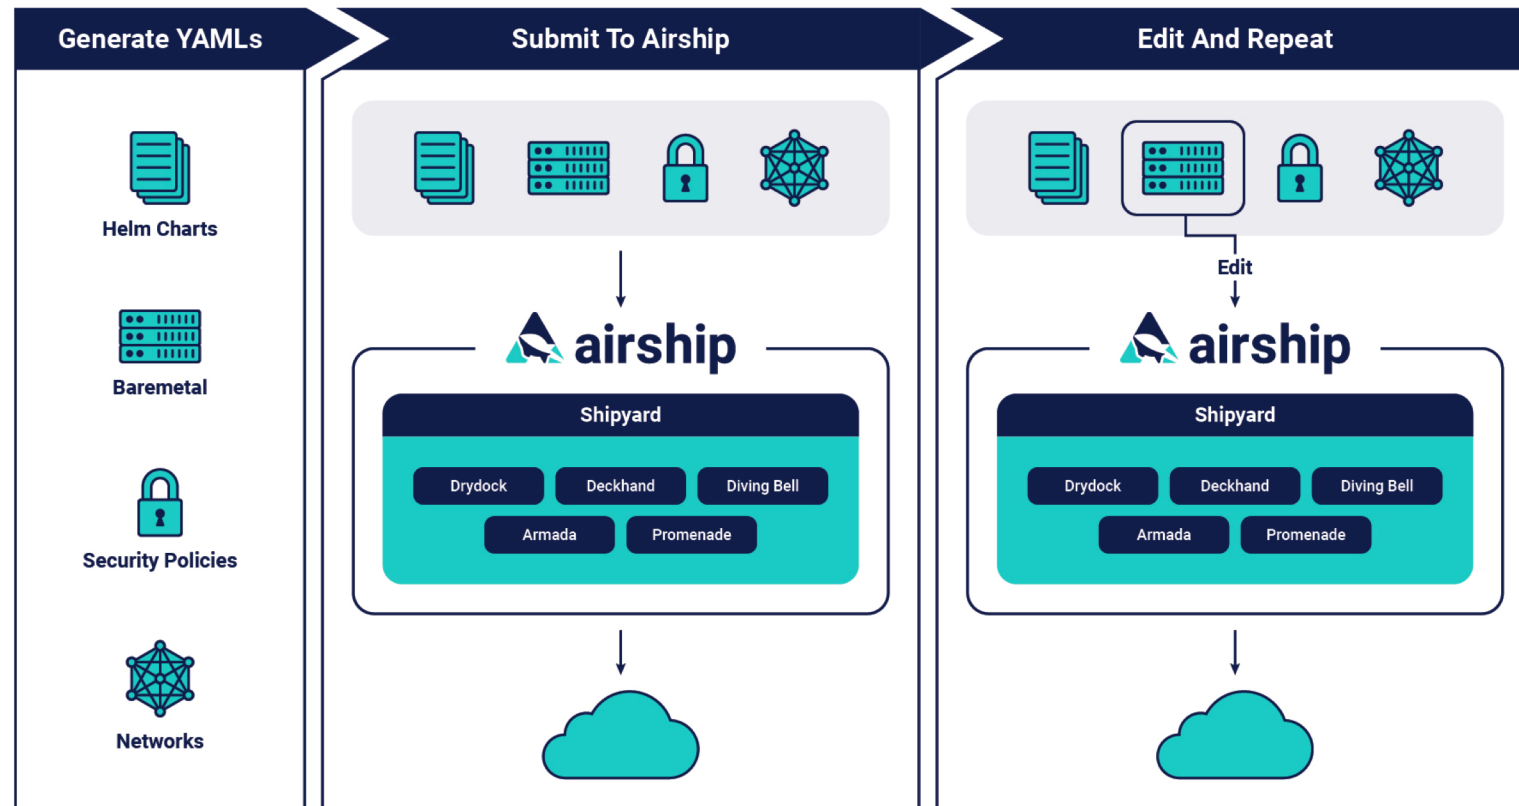 Generate YAMLs
Submit To Airship
Edit And Repeat
Helm Charts
Baremetal
Security Policies
Networks
airship
Shipyard
Drydock
Deckhand
Diving Bell
Armada
Promenade
Edit
airship
Shipyard
Drydock
Deckhand
Diving Bell
Armada
Promenade